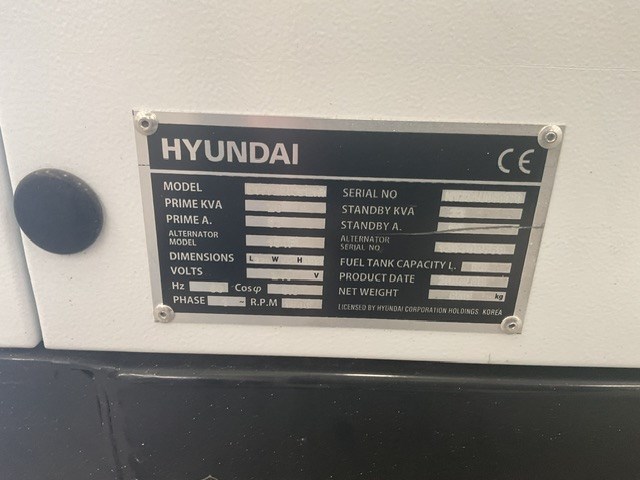 HYUNDAI
CE
MODEL
PRIME KVA
PRIME A.
ALTERNATOR
MODEL
DIMENSIONS L W H
VOLTS V
Hz Cosφ
PHASE R.P.M
SERIAL NO
STANDBY KVA
STANDBY A.
ALTERNATOR
SERIAL NO.
FUEL TANK CAPACITY L.
PRODUCT DATE
NET WEIGHT kg
LICENSED BY HYUNDAI CORPORATION HOLDINGS, KOREA